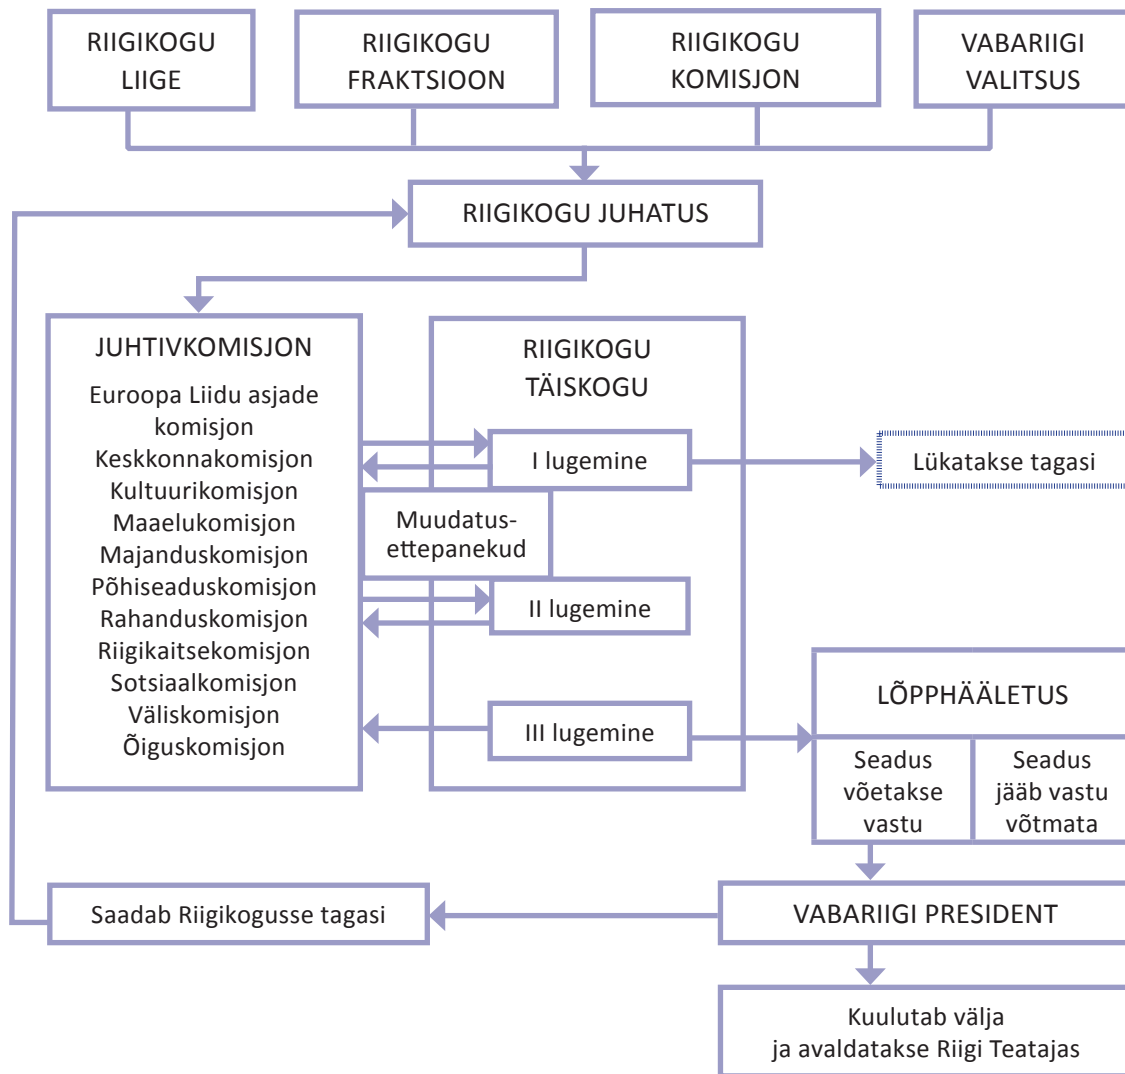 RIIGIKOGU
LIIGE
RIIGIKOGU
FRAKTSIOON
RIIGIKOGU
KOMISJON
VABARIIGI
VALITSUS
RIIGIKOGU JUHATUS
JUHTIVKOMISJON
Euroopa Liidu asjade
komisjon
Keskkonnakomisjon
Kultuurikomisjon
Maaelukomisjon
Majanduskomisjon
Põhiseaduskomisjon
Rahanduskomisjon
Riigikaitsekomisjon
Sotsiaalkomisjon
Väliskomisjon
Õiguskomisjon
RIIGIKOGU
TÄISKOGU
I lugemine
Muudatus-
ettepanekud
II lugemine
III lugemine
Lükatakse tagasi
LÕPPHÄÄLETUS
Seadus
võetakse
vastu
Seadus
jääb vastu
võtmata
Saadab Riigikogusse tagasi
VABARIIGI PRESIDENT
Kuulutab välja
ja avaldatakse Riigi Teatajas